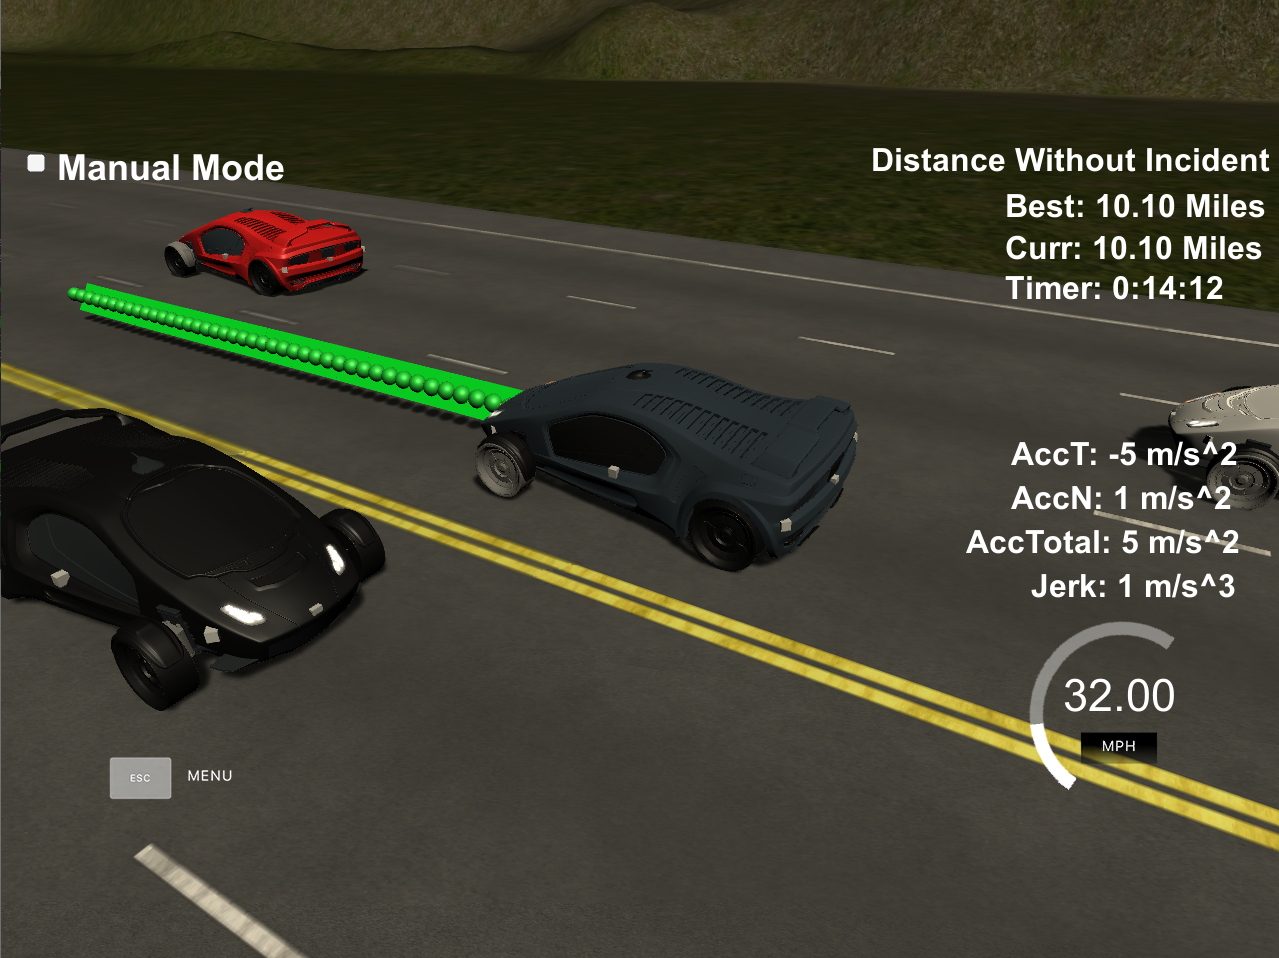 Manual Mode
Distance Without Incident
Best: 10.10 Miles
Curr: 10.10 Miles
Timer: 0:14:12
AccT: -5 m/s^2
AccN: 1 m/s^2
AccTotal: 5 m/s^2
Jerk: 1 m/s^3
32.00
MPH
ESC MENU